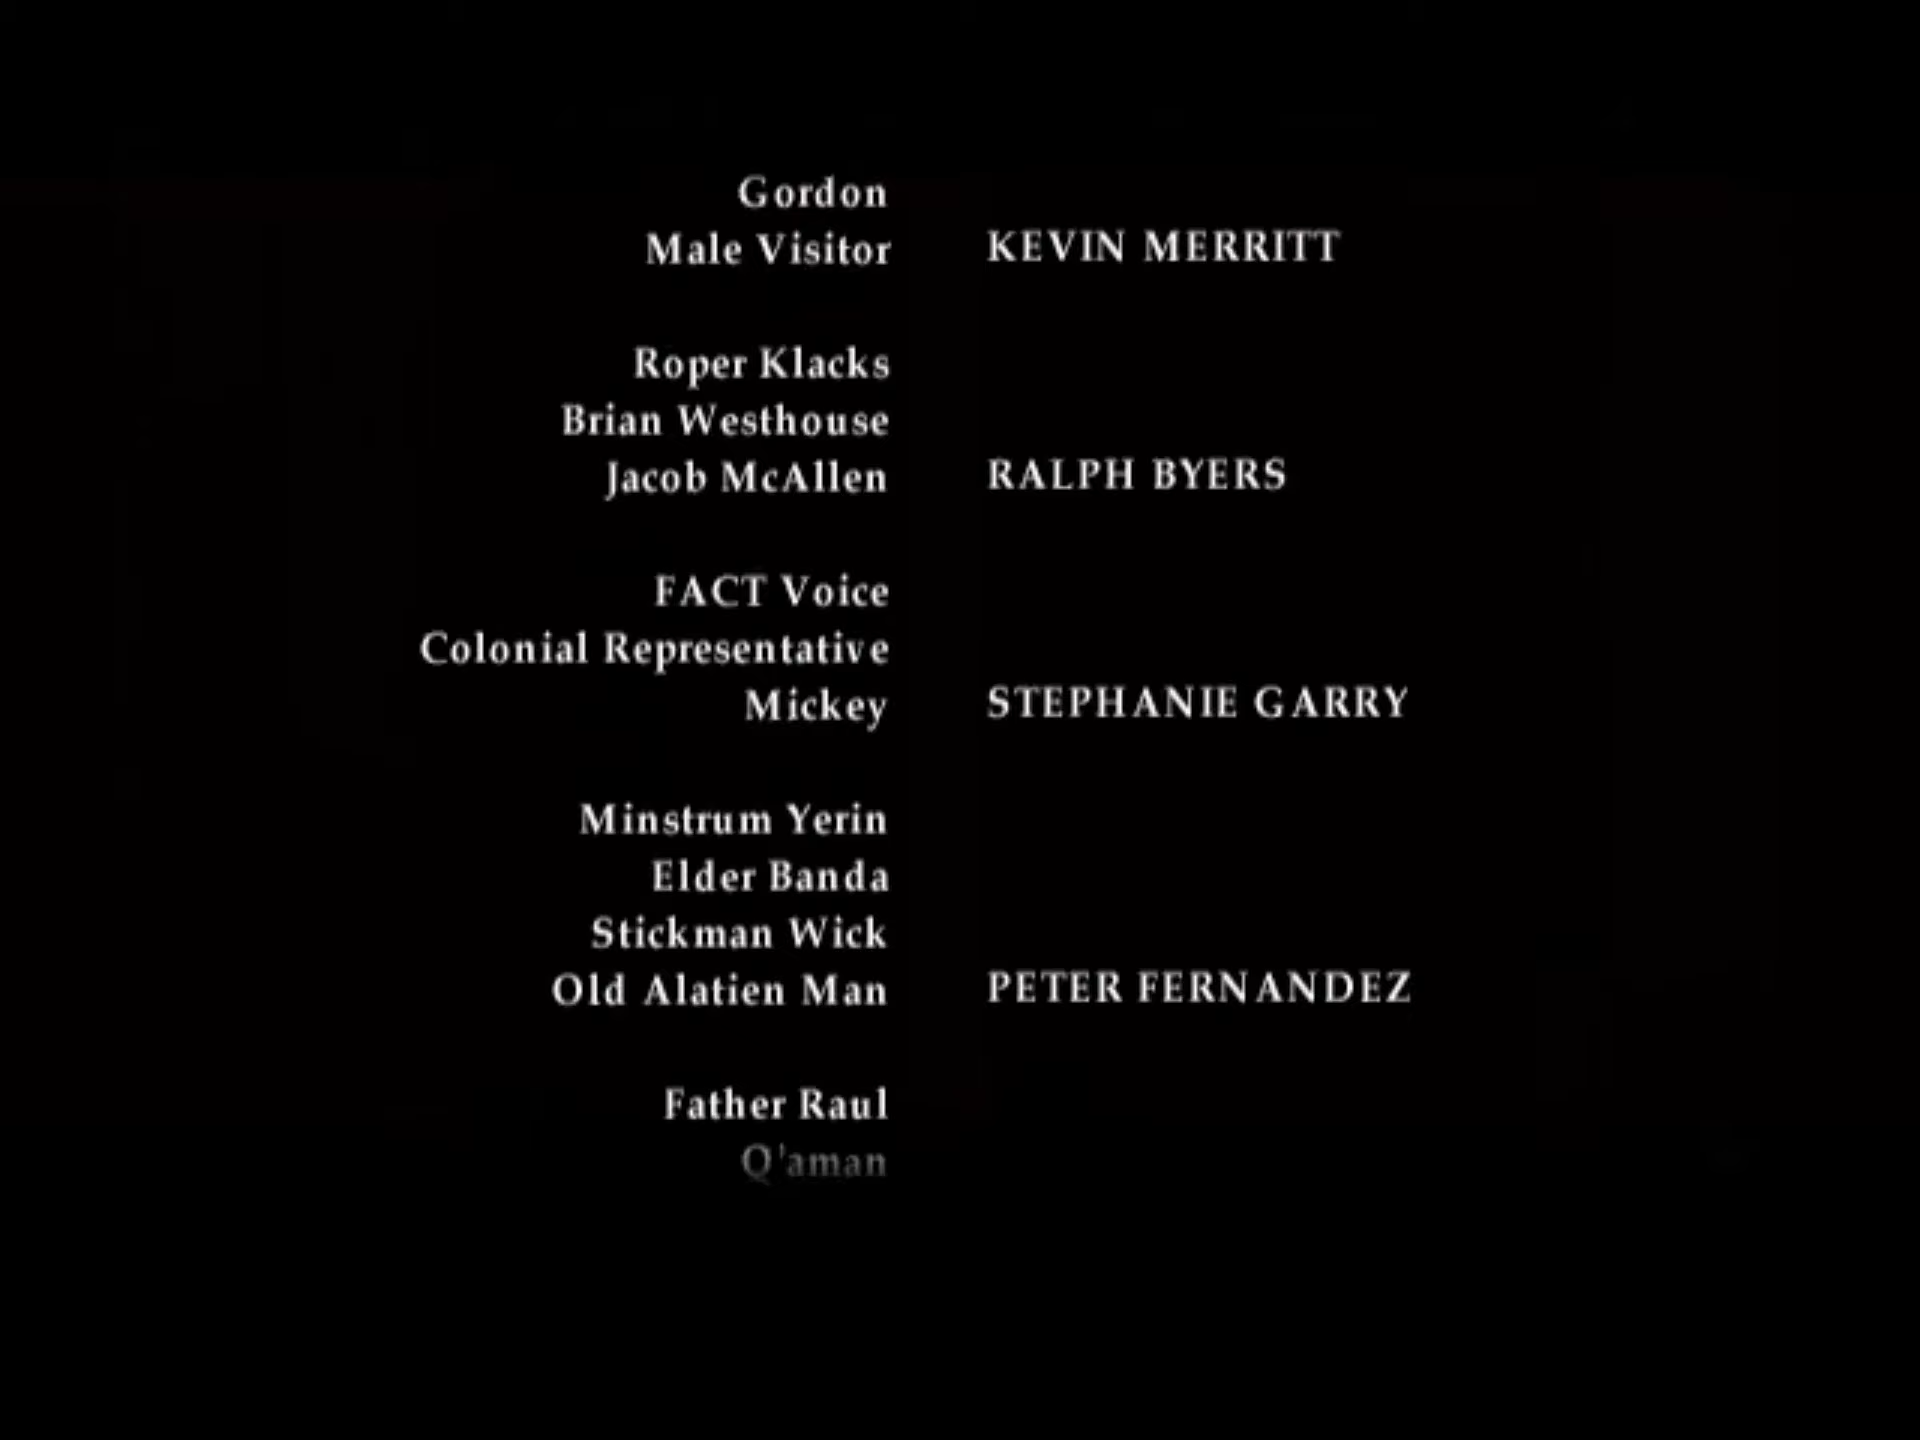 Gordon
Male Visitor KEVIN MERRITT
Roper Klacks
Brian Westhouse
Jacob McAllen RALPH BYERS
FACT Voice
Colonial Representative
Mickey STEPHANIE GARRY
Minstrum Yerin
Elder Banda
Stickman Wick
Old Alatien Man PETER FERNANDEZ
Father Raul
Q'aman